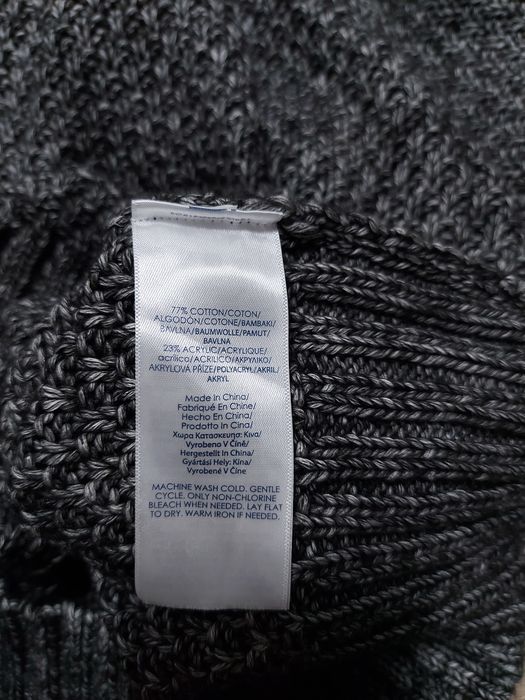 77% COTTON/COTON/
ALGODÓN/COTONE/BAMBAKI/
BAVLNA/BAUMWOLLE/PAMUT/
BAVLNA
23% ACRYLIC/ACRYLIQUE/
acrílico/ACRILICO/ΑΚΡΥΛΙΚΟ/
AKRYLOVA PŘÍZE/POLYACRYL/AKRIL/
AKRYL
Made In China/
Fabriqué En Chine/
Hecho En China/
Prodotto In Cina/
Χωρα Κατασκευησ: Κινα/
Vyrobeno V Číně/
Hergestellt In China/
Gyártási Hely: Kína/
Vyrobené V Čine
MACHINE WASH COLD. GENTLE
CYCLE. ONLY NON-CHLORINE
BLEACH WHEN NEEDED. LAY FLAT
TO DRY. WARM IRON IF NEEDED.